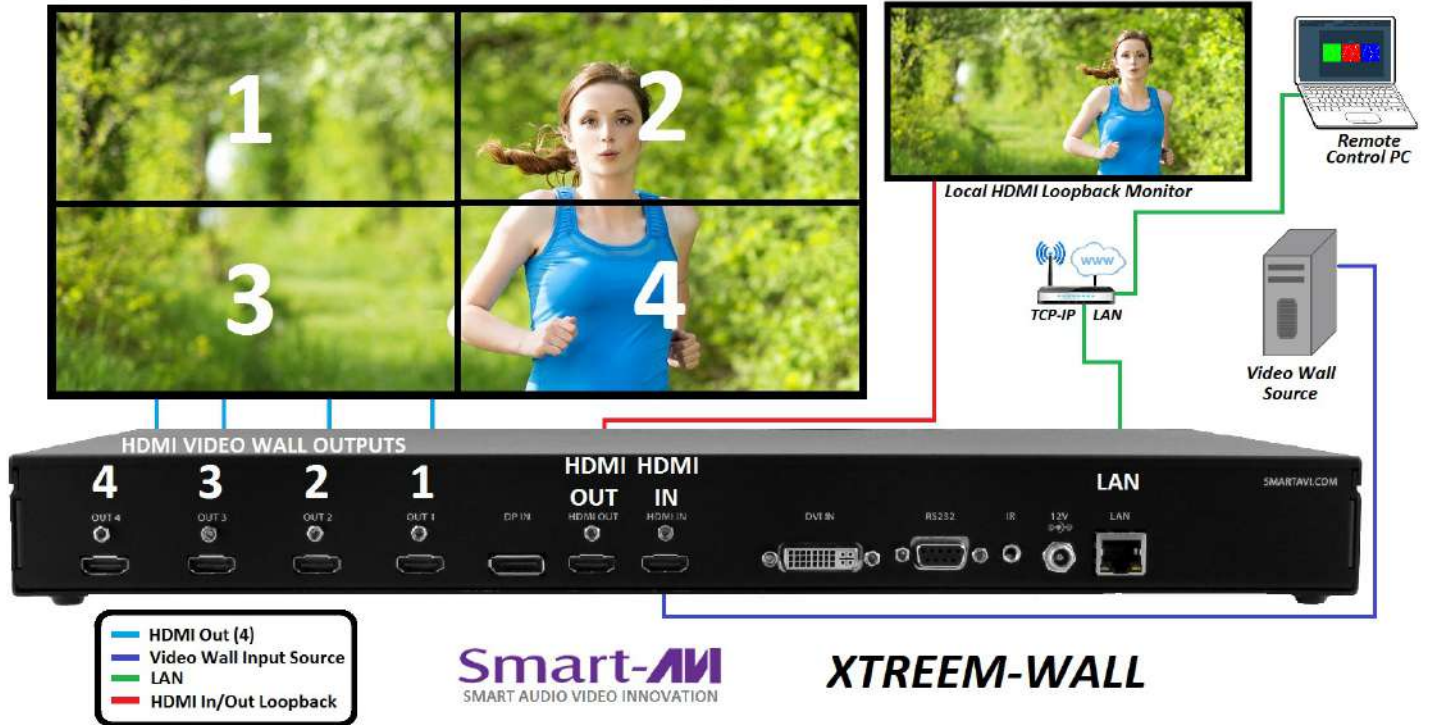 1
2
3
4
Local HDMI Loopback Monitor
Remote
Control PC
www
TCP-IP LAN
Video Wall
Source
HDMI VIDEO WALL OUTPUTS
4
3
2
1
HDMI
OUT
HDMI
IN
LAN
SMARTAVI.COM
OUT 4
OUT 3
OUT 2
OUT 1
DP IN
HDMI OUT
HDMI IN
DVI IN
RS232
IR
12V
LAN
HDMI Out (4)
Video Wall Input Source
LAN
HDMI In/Out Loopback
Smart-AVI
SMART AUDIO VIDEO INNOVATION
XTREEM-WALL